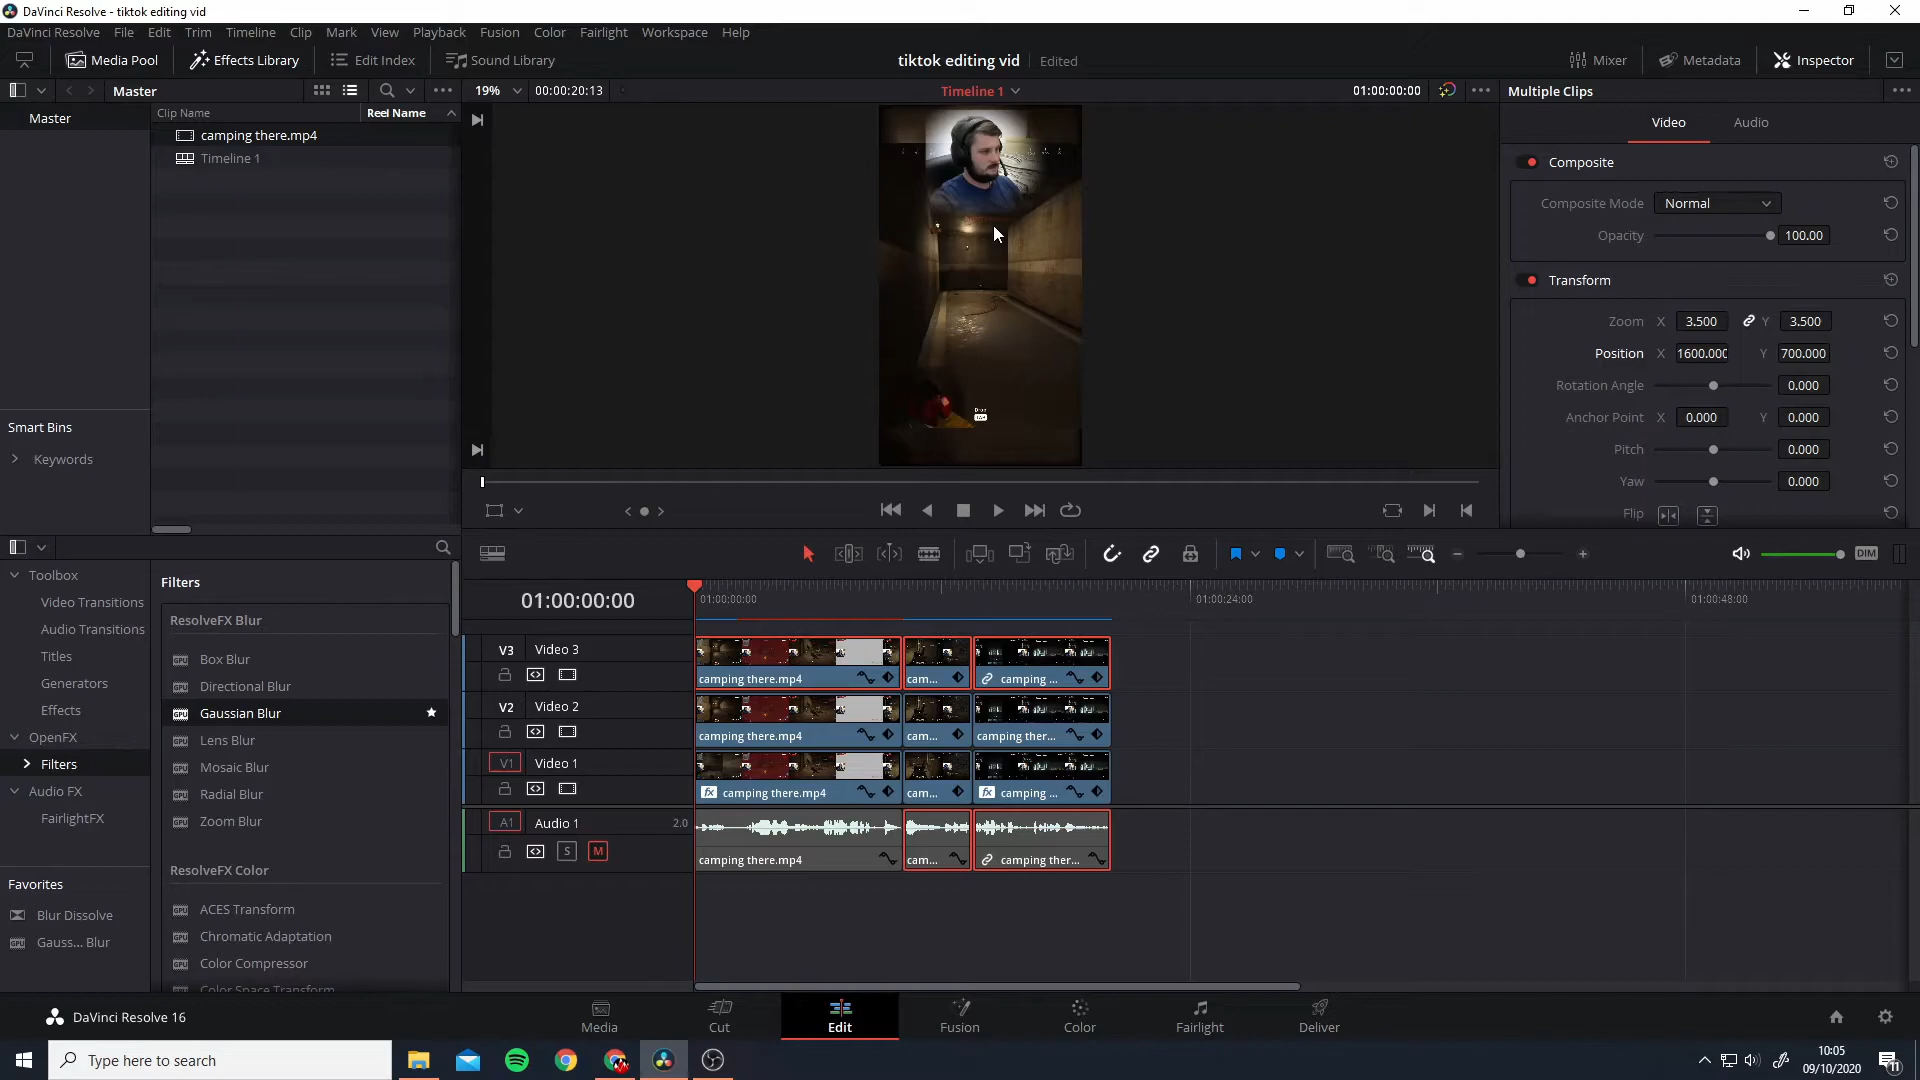 DaVinci Resolve - tiktok editing vid
DaVinci Resolve File Edit Trim Timeline Clip Mark View Playback Fusion Color Fairlight Workspace Help
Media Pool Effects Library Edit Index Sound Library tiktok editing vid Edited Mixer Metadata Inspector
Master 19% 00:00:20:13 Timeline 1 01:00:00:00 Multiple Clips
Master
Clip Name Reel Name
camping there.mp4
Timeline 1
Video Audio
Composite
Composite Mode Normal
Opacity 100.00
Transform
Zoom X 3.500 Y 3.500
Position X 1600.000 Y 700.000
Rotation Angle 0.000
Anchor Point X 0.000 Y 0.000
Pitch 0.000
Yaw 0.000
Flip
Smart Bins
Keywords
Toolbox
Video Transitions
Audio Transitions
Titles
Generators
Effects
OpenFX
Filters
Audio FX
FairlightFX
Favorites
Blur Dissolve
Gauss... Blur
Filters
ResolveFX Blur
Box Blur
Directional Blur
Gaussian Blur
Lens Blur
Mosaic Blur
Radial Blur
Zoom Blur
ResolveFX Color
ACES Transform
Chromatic Adaptation
Color Compressor
Color Space Transform
DIM
01:00:00:00 01:00:00:00 01:00:24:00 01:00:48:00
V3 Video 3
camping there.mp4 cam... camping ...
V2 Video 2
camping there.mp4 cam... camping ther...
V1 Video 1
fx camping there.mp4 cam... fx camping ...
A1 Audio 1 2.0
S M
camping there.mp4 cam... camping ther...
DaVinci Resolve 16
Media Cut Edit Fusion Color Fairlight Deliver
Type here to search
10:05
09/10/2020
11